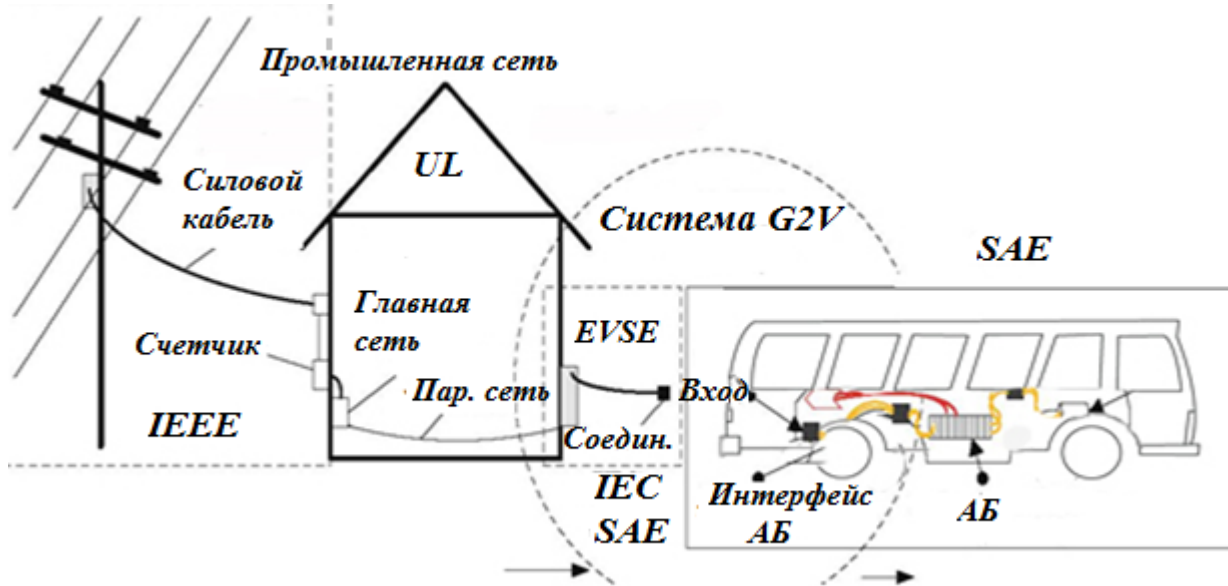 Промышленная сеть
UL
Силовой
кабель
Система G2V
SAE
Главная
сеть
Счетчик
EVSE
Пар. сеть
Вход
IEEE
Соедин.
IEC
SAE
Интерфейс
АБ
АБ